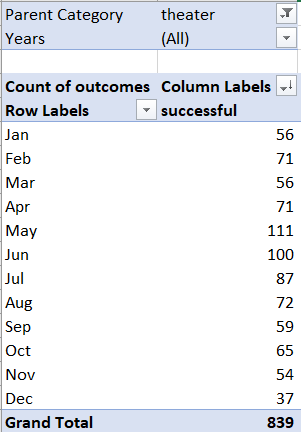 Parent Category theater
Years (All)
Count of outcomes Column Labels
Row Labels successful
Jan 56
Feb 71
Mar 56
Apr 71
May 111
Jun 100
Jul 87
Aug 72
Sep 59
Oct 65
Nov 54
Dec 37
Grand Total 839